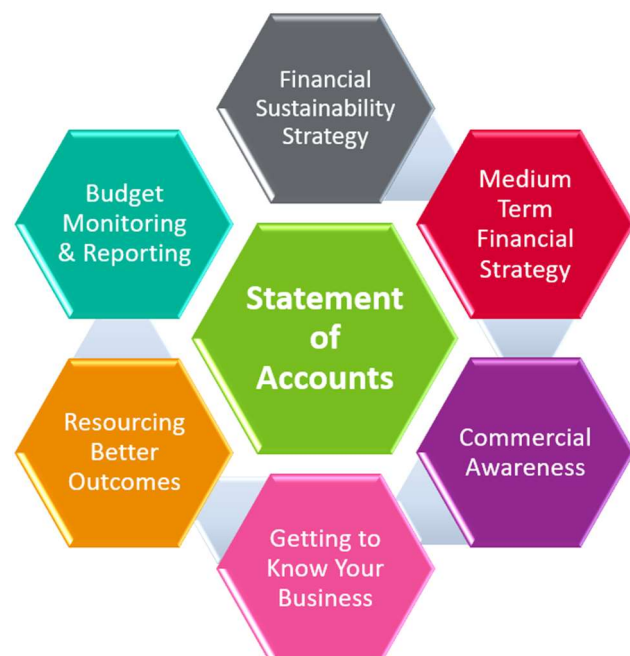 Financial
Sustainability
Strategy
Medium
Term
Financial
Strategy
Commercial
Awareness
Getting to
Know Your
Business
Resourcing
Better
Outcomes
Budget
Monitoring
& Reporting
Statement
of
Accounts